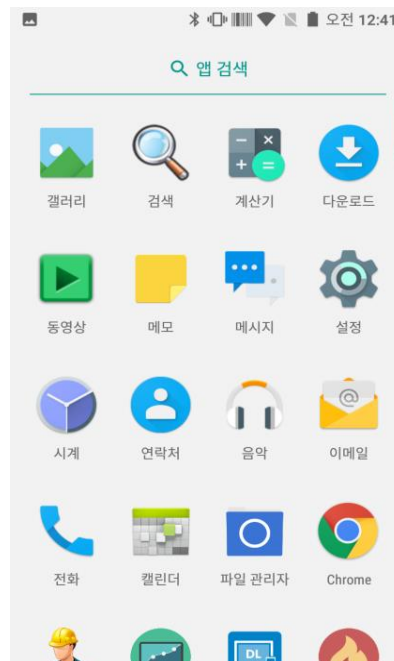 오전 12:41
앱 검색
갤러리 검색 계산기 다운로드
동영상 메모 메시지 설정
시계 연락처 음악 이메일
전화 캘린더 파일 관리자 Chrome
DL